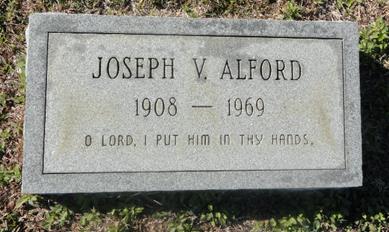 JOSEPH V. ALFORD
1908 — 1969
O LORD, I PUT HIM IN THY HANDS.